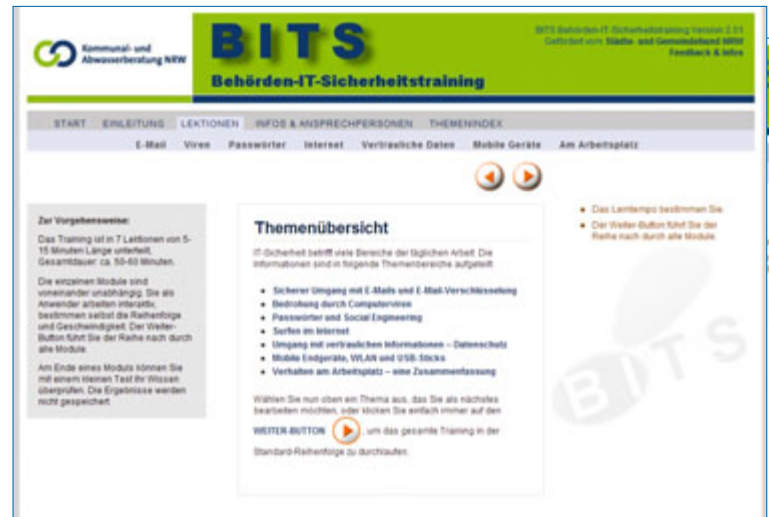 Kommunal- und
Abwasserberatung NRW
BITS
Behörden-IT-Sicherheitstraining
BITS Behörden-IT-Sicherheitstraining Version 2.51
Gefördert vom Städte- und Gemeindebund NRW
Feedback & Infos
START EINLEITUNG LEKTIONEN INFOS & ANSPRECHPERSONEN THEMENINDEX
E-Mail Viren Passwörter Internet Vertrauliche Daten Mobile Geräte Am Arbeitsplatz
Zur Vorgehensweise:
Das Training ist in 7 Lektionen von 5-
15 Minuten Länge unterteilt,
Gesamtdauer: ca. 50-60 Minuten.
Die einzelnen Module sind
voneinander unabhängig. Sie als
Anwender arbeiten interaktiv,
bestimmen selbst die Reihenfolge
und Geschwindigkeit. Der Weiter-
Button führt Sie der Reihe nach durch
alle Module.
Am Ende eines Moduls können Sie
mit einem kleinen Test Ihr Wissen
überprüfen. Die Ergebnisse werden
nicht gespeichert.
Themenübersicht
IT-Sicherheit betrifft viele Bereiche der täglichen Arbeit. Die
Informationen sind in folgende Themenbereiche aufgeteilt:
Sicherer Umgang mit E-Mails und E-Mail-Verschlüsselung
Bedrohung durch Computerviren
Passwörter und Social Engineering
Surfen im Internet
Umgang mit vertraulichen Informationen – Datenschutz
Mobile Endgeräte, WLAN und USB-Sticks
Verhalten am Arbeitsplatz – eine Zusammenfassung
Wählen Sie nun oben ein Thema aus, das Sie als nächstes
bearbeiten möchten, oder klicken Sie einfach immer auf den
WEITER-BUTTON , um das gesamte Training in der
Standard-Reihenfolge zu durchlaufen.
Das Lerntempo bestimmen Sie.
Der Weiter-Button führt Sie der
Reihe nach durch alle Module.
BITS